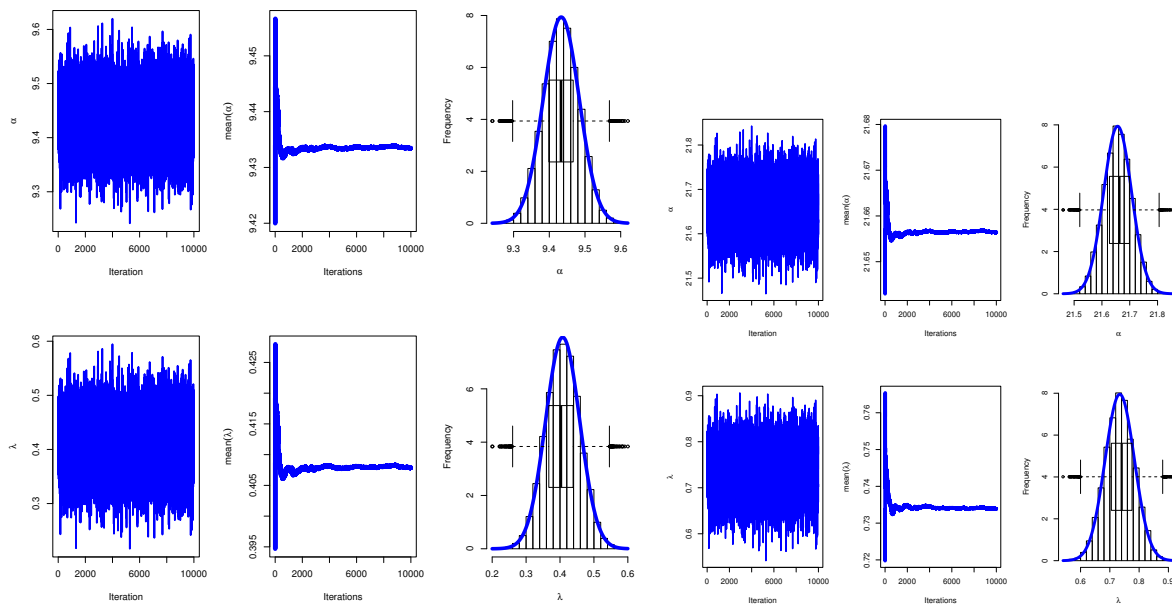 9.3 9.4 9.5 9.6
α
0 2000 6000 10000
Iteration
9.42 9.43 9.44 9.45
mean(α)
0 2000 6000 10000
Iterations
0 2 4 6 8
Frequency
9.3 9.4 9.5 9.6
α
21.5 21.6 21.7 21.8
α
0 2000 6000 10000
Iteration
21.65 21.66 21.67 21.68
mean(α)
0 2000 6000 10000
Iterations
0 2 4 6 8
Frequency
21.5 21.6 21.7 21.8
α
0.3 0.4 0.5 0.6
λ
0 2000 6000 10000
Iteration
0.395 0.405 0.415 0.425
mean(λ)
0 2000 6000 10000
Iterations
0 2 4 6
Frequency
0.2 0.3 0.4 0.5 0.6
λ
0.6 0.7 0.8 0.9
λ
0 2000 6000 10000
Iteration
0.72 0.73 0.74 0.75 0.76
mean(λ)
0 2000 6000 10000
Iterations
0 2 4 6 8
Frequency
0.6 0.7 0.8 0.9
λ